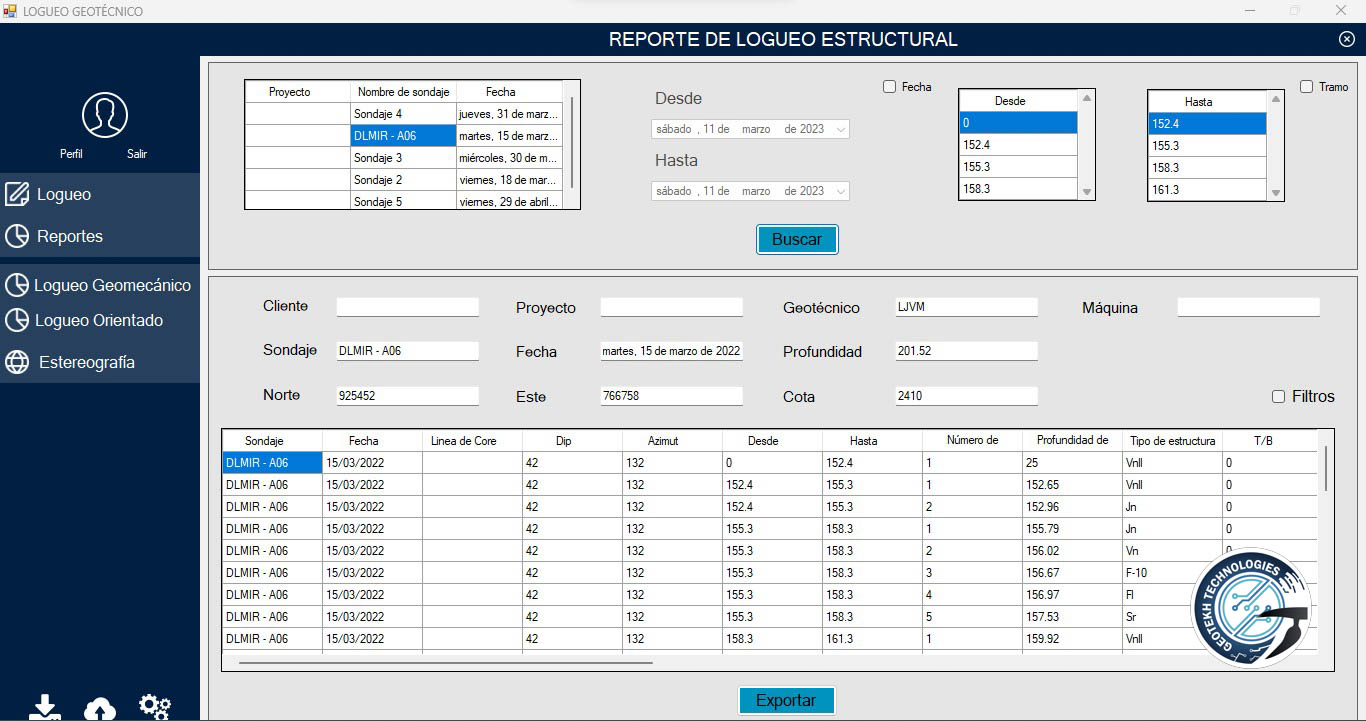 LOGUEO GEOTÉCNICO
REPORTE DE LOGUEO ESTRUCTURAL
Perfil Salir
Logueo
Reportes
Logueo Geomecánico
Logueo Orientado
Estereografía
Proyecto Nombre de sondaje Fecha
Sondaje 4 jueves, 31 de marz...
DLMIR - A06 martes, 15 de marz...
Sondaje 3 miércoles, 30 de m...
Sondaje 2 viernes, 18 de mar...
Sondaje 5 viernes, 29 de abril...
Desde
sábado , 11 de marzo de 2023
Hasta
sábado , 11 de marzo de 2023
Fecha
Desde
0
152.4
155.3
158.3
Hasta
152.4
155.3
158.3
161.3
Tramo
Buscar
Cliente Proyecto Geotécnico LJVM Máquina
Sondaje DLMIR - A06 Fecha martes, 15 de marzo de 2022 Profundidad 201.52
Norte 925452 Este 766758 Cota 2410 Filtros
Sondaje Fecha Linea de Core Dip Azimut Desde Hasta Número de Profundidad de Tipo de estructura T/B
DLMIR - A06 15/03/2022 42 132 0 152.4 1 25 Vnll 0
DLMIR - A06 15/03/2022 42 132 152.4 155.3 1 152.65 Vnll 0
DLMIR - A06 15/03/2022 42 132 152.4 155.3 2 152.96 Jn 0
DLMIR - A06 15/03/2022 42 132 155.3 158.3 1 155.79 Jn 0
DLMIR - A06 15/03/2022 42 132 155.3 158.3 2 156.02 Vn 0
DLMIR - A06 15/03/2022 42 132 155.3 158.3 3 156.67 F-10
DLMIR - A06 15/03/2022 42 132 155.3 158.3 4 156.97 Fl
DLMIR - A06 15/03/2022 42 132 155.3 158.3 5 157.53 Sr
DLMIR - A06 15/03/2022 42 132 158.3 161.3 1 159.92 Vnll
GEOTEKH TECHNOLOGIES
Exportar